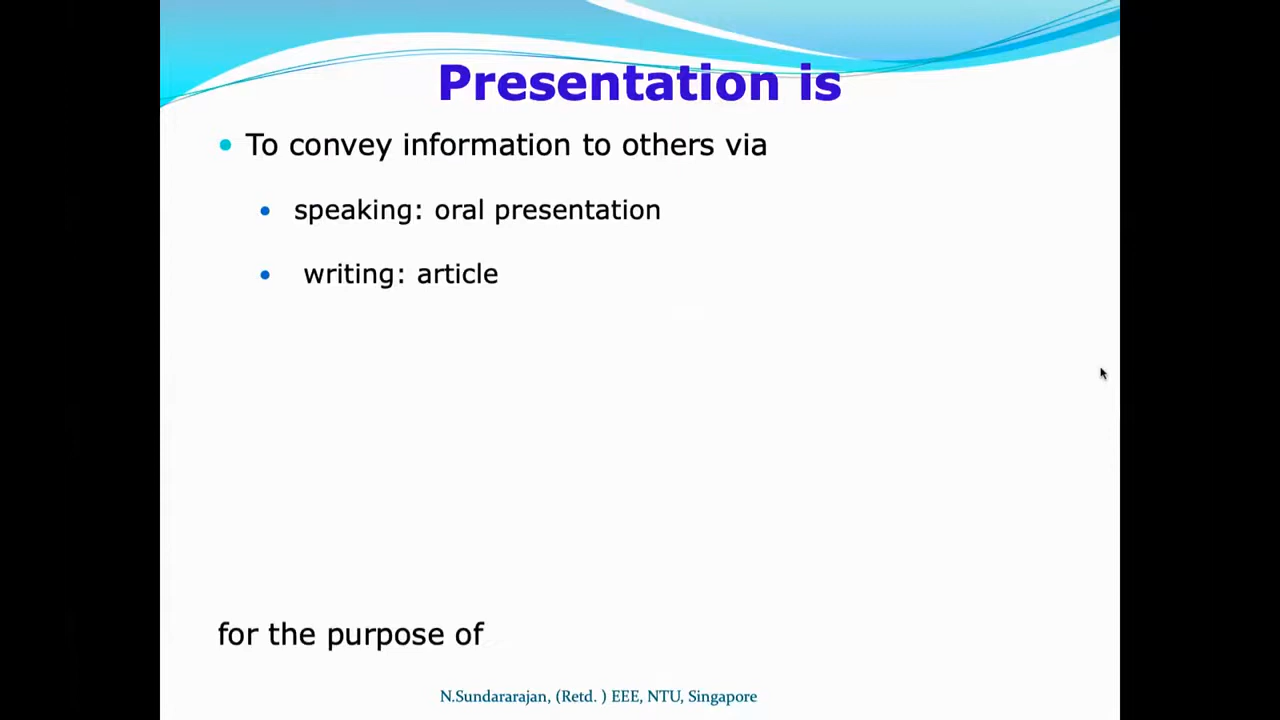 Presentation is
• To convey information to others via
• speaking: oral presentation
• writing: article
for the purpose of
N.Sundararajan, (Retd. ) EEE, NTU, Singapore